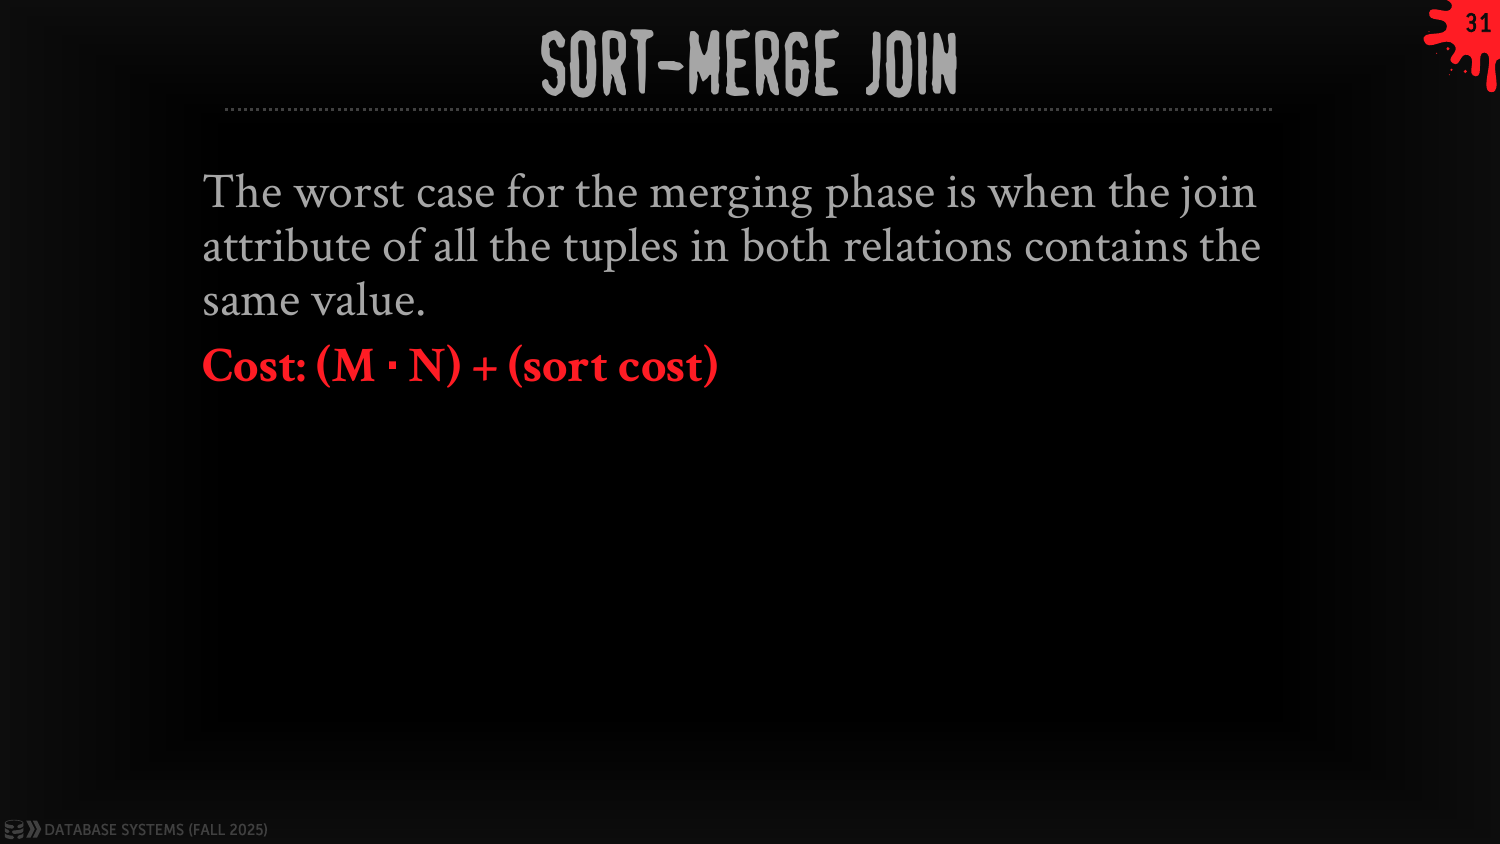 31
SORT-MERGE JOIN
The worst case for the merging phase is when the join
attribute of all the tuples in both relations contains the
same value.
Cost: (M · N) + (sort cost)
DATABASE SYSTEMS (FALL 2025)